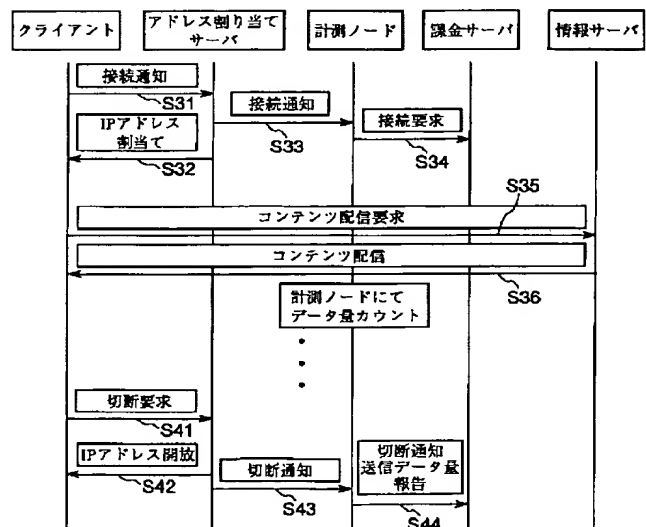 クライアント
アドレス割り当て
サーバ
計測ノード
課金サーバ
情報サーバ
接続通知
S31
接続通知
S33
接続要求
S34
IPアドレス
割当て
S32
S35
コンテンツ配信要求
コンテンツ配信
S36
計測ノードにて
データ量カウント
切断要求
S41
IPアドレス開放
S42
切断通知
S43
切断通知
送信データ量
報告
S44